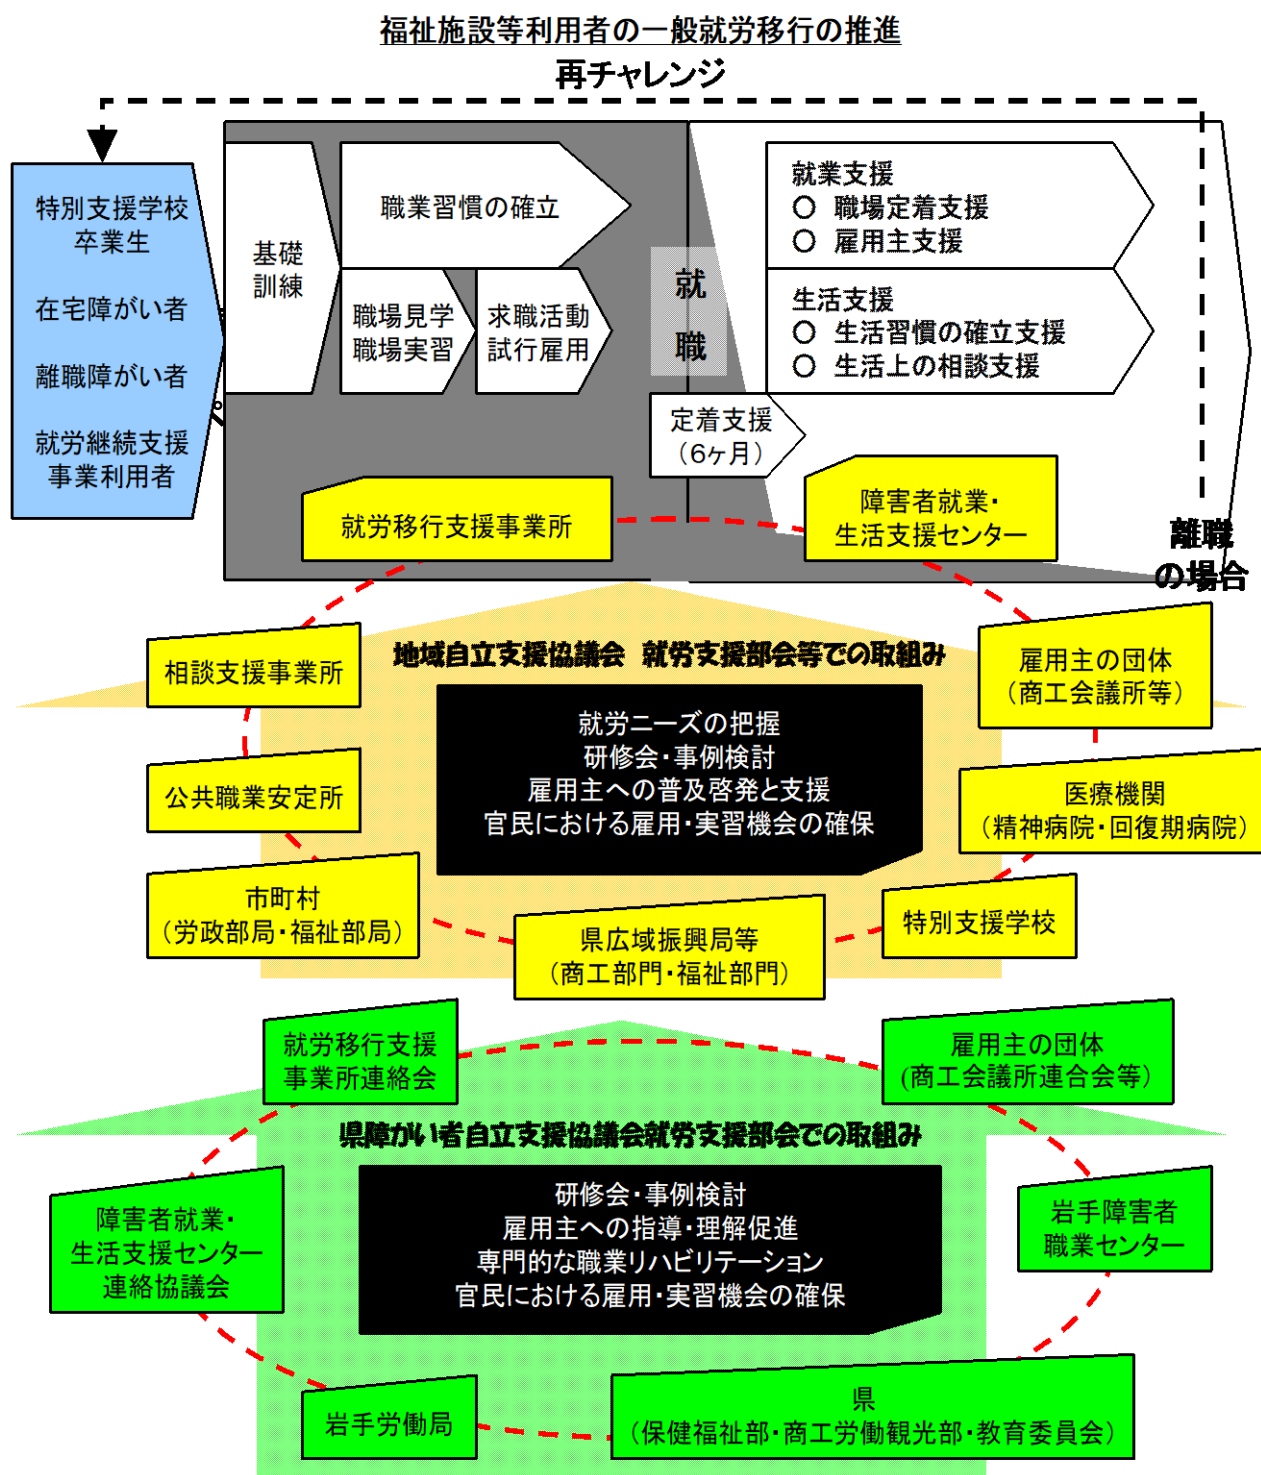 福祉施設等利用者の一般就労移行の推進
再チャレンジ
特別支援学校
卒業生
在宅障がい者
離職障がい者
就労継続支援
事業利用者
基礎
訓練
職業習慣の確立
職場見学
職場実習
求職活動
試行雇用
就
職
就業支援
○ 職場定着支援
○ 雇用主支援
生活支援
○ 生活習慣の確立支援
○ 生活上の相談支援
定着支援
（6ヶ月）
離職
の場合
就労移行支援事業所
障害者就業・
生活支援センター
地域自立支援協議会 就労支援部会等での取組み
相談支援事業所
雇用主の団体
（商工会議所等）
就労ニーズの把握
研修会・事例検討
雇用主への普及啓発と支援
官民における雇用・実習機会の確保
公共職業安定所
医療機関
（精神病院・回復期病院）
市町村
（労政部局・福祉部局）
県広域振興局等
（商工部門・福祉部門）
特別支援学校
就労移行支援
事業所連絡会
雇用主の団体
(商工会議所連合会等）
県障がい者自立支援協議会就労支援部会での取組み
障害者就業・
生活支援センター
連絡協議会
研修会・事例検討
雇用主への指導・理解促進
専門的な職業リハビリテーション
官民における雇用・実習機会の確保
岩手障害者
職業センター
岩手労働局
県
（保健福祉部・商工労働観光部・教育委員会）